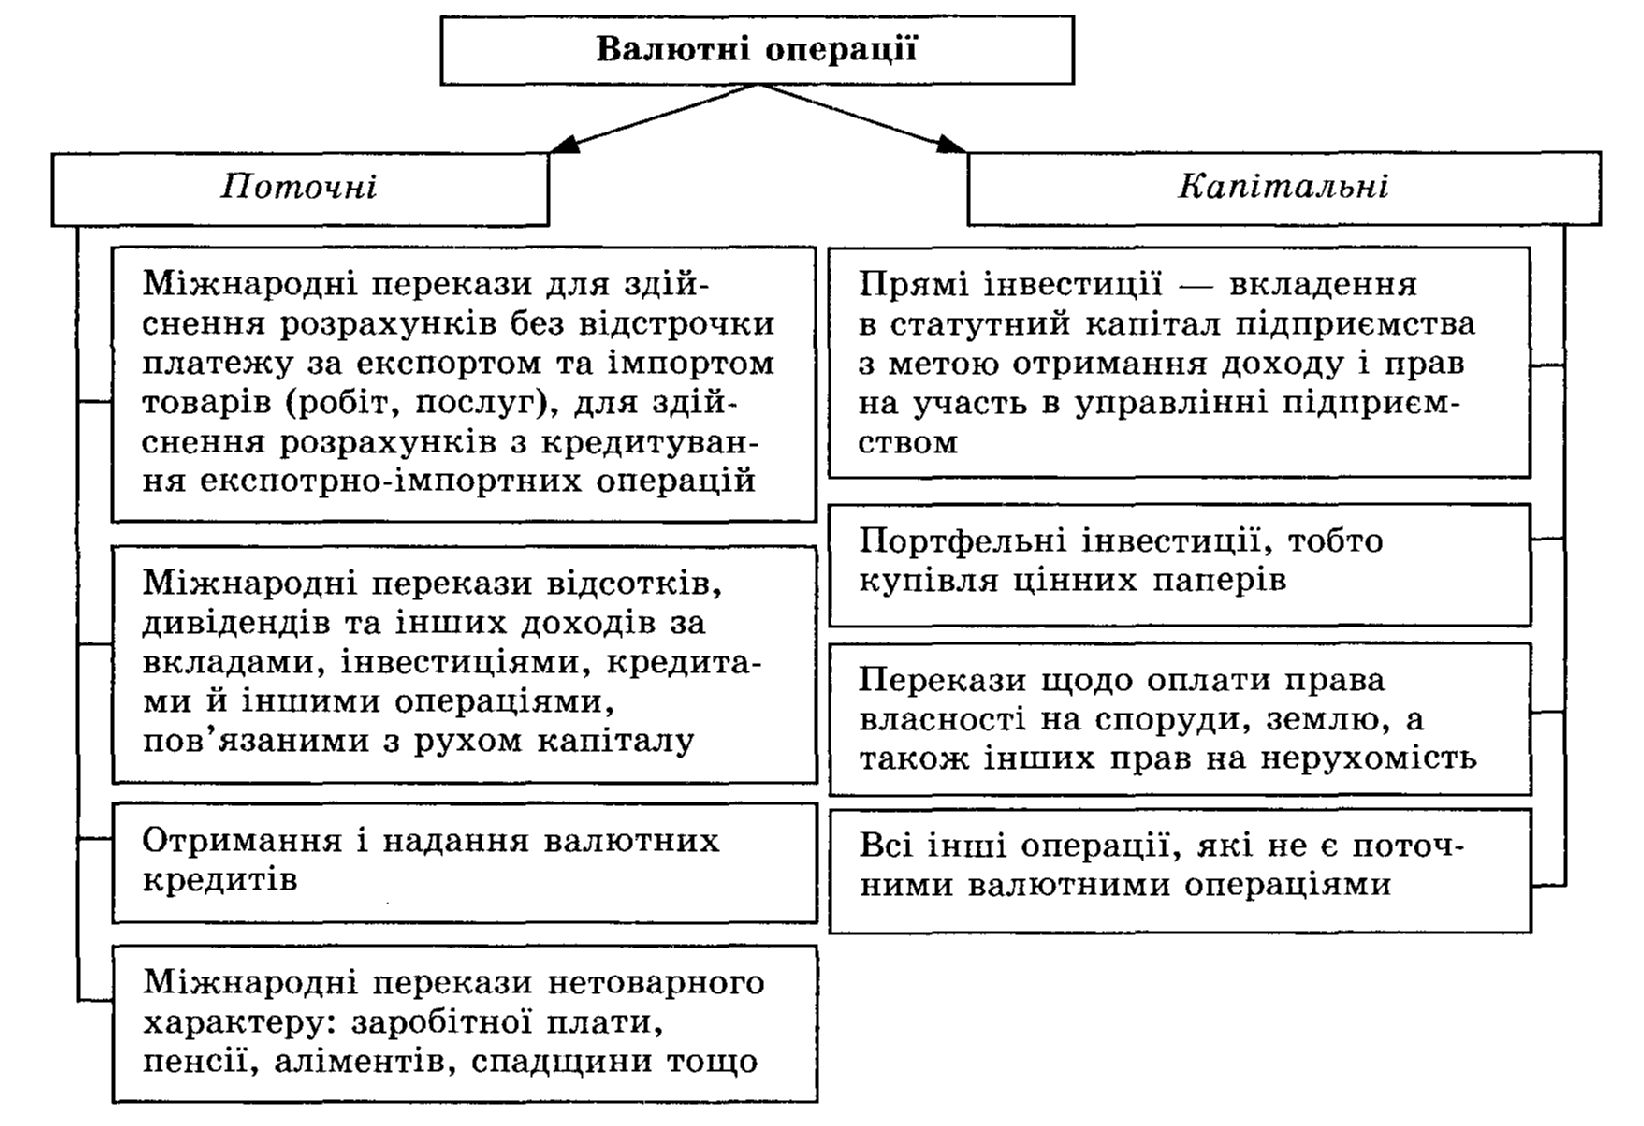 Валютні операції
Поточні
Міжнародні перекази для здій-
снення розрахунків без відстрочки
платежу за експортом та імпортом
товарів (робіт, послуг), для здій-
снення розрахунків з кредитуван-
ня експотрно-імпортних операцій
Міжнародні перекази відсотків,
дивідендів та інших доходів за
вкладами, інвестиціями, кредита-
ми й іншими операціями,
пов’язаними з рухом капіталу
Отримання і надання валютних
кредитів
Міжнародні перекази нетоварного
характеру: заробітної плати,
пенсії, аліментів, спадщини тощо
Капітальні
Прямі інвестиції — вкладення
в статутний капітал підприємства
з метою отримання доходу і прав
на участь в управлінні підприєм-
ством
Портфельні інвестиції, тобто
купівля цінних паперів
Перекази щодо оплати права
власності на споруди, землю, а
також інших прав на нерухомість
Всі інші операції, які не є поточ-
ними валютними операціями